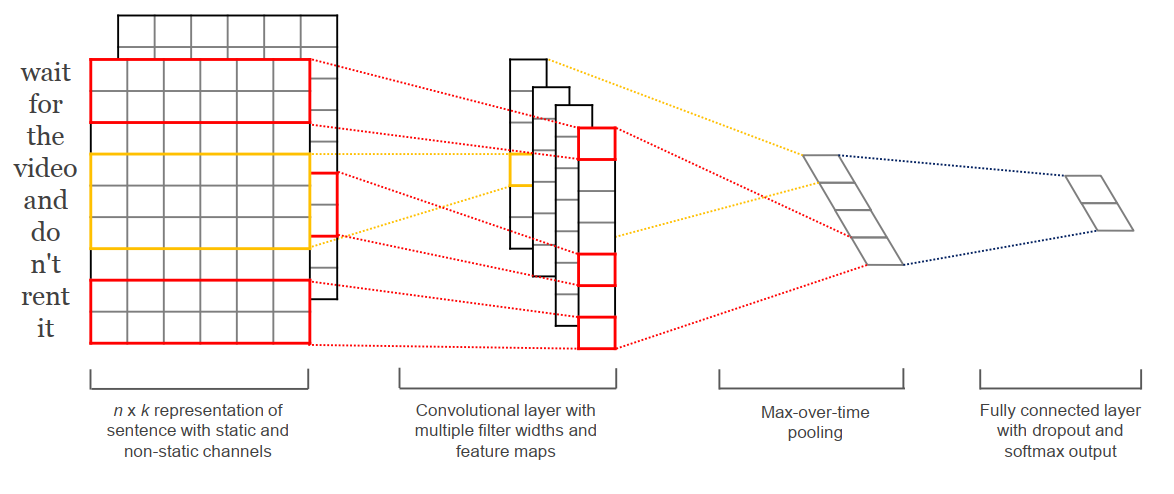 wait
for
the
video
and
do
n't
rent
it
n x k representation of
sentence with static and
non-static channels
Convolutional layer with
multiple filter widths and
feature maps
Max-over-time
pooling
Fully connected layer
with dropout and
softmax output